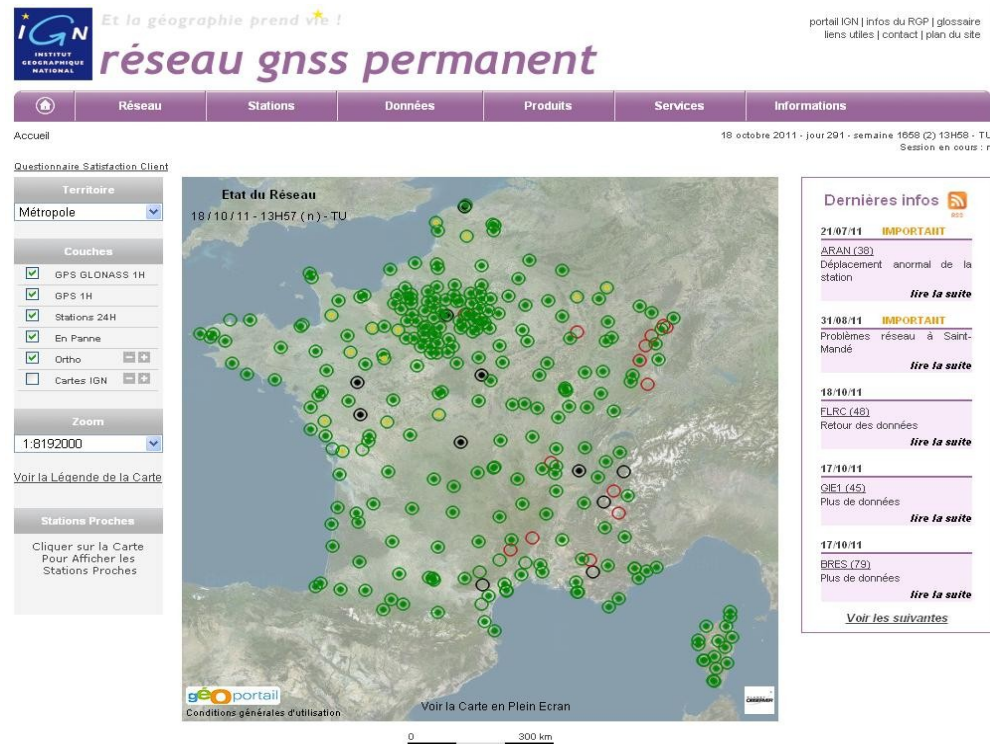 IGN
INSTITUT
GEOGRAPHIQUE
NATIONAL
Et la géographie prend vie !
réseau gnss permanent
portail IGN | infos du RGP | glossaire
liens utiles | contact | plan du site
Réseau Stations Données Produits Services Informations
Accueil
18 octobre 2011 - jour 291 - semaine 1658 (2) 13H58 - TU
Session en cours : n
Questionnaire Satisfaction Client
Territoire
Métropole
Couches
GPS GLONASS 1H
GPS 1H
Stations 24H
En Panne
Ortho
Cartes IGN
Zoom
1:8192000
Voir la Légende de la Carte
Stations Proches
Cliquer sur la Carte
Pour Afficher les
Stations Proches
Etat du Réseau
18 / 10 / 11 - 13H57 ( n ) - TU
géoportail
Conditions générales d'utilisation
Voir la Carte en Plein Ecran
0 300 km
Dernières infos
RSS
21/07/11 IMPORTANT
ARAN (38)
Déplacement anormal de la
station
lire la suite
31/08/11 IMPORTANT
Problèmes réseau à Saint-
Mandé
lire la suite
18/10/11
FLRC (48)
Retour des données
lire la suite
17/10/11
GIE1 (45)
Plus de données
lire la suite
17/10/11
BRES (79)
Plus de données
lire la suite
Voir les suivantes